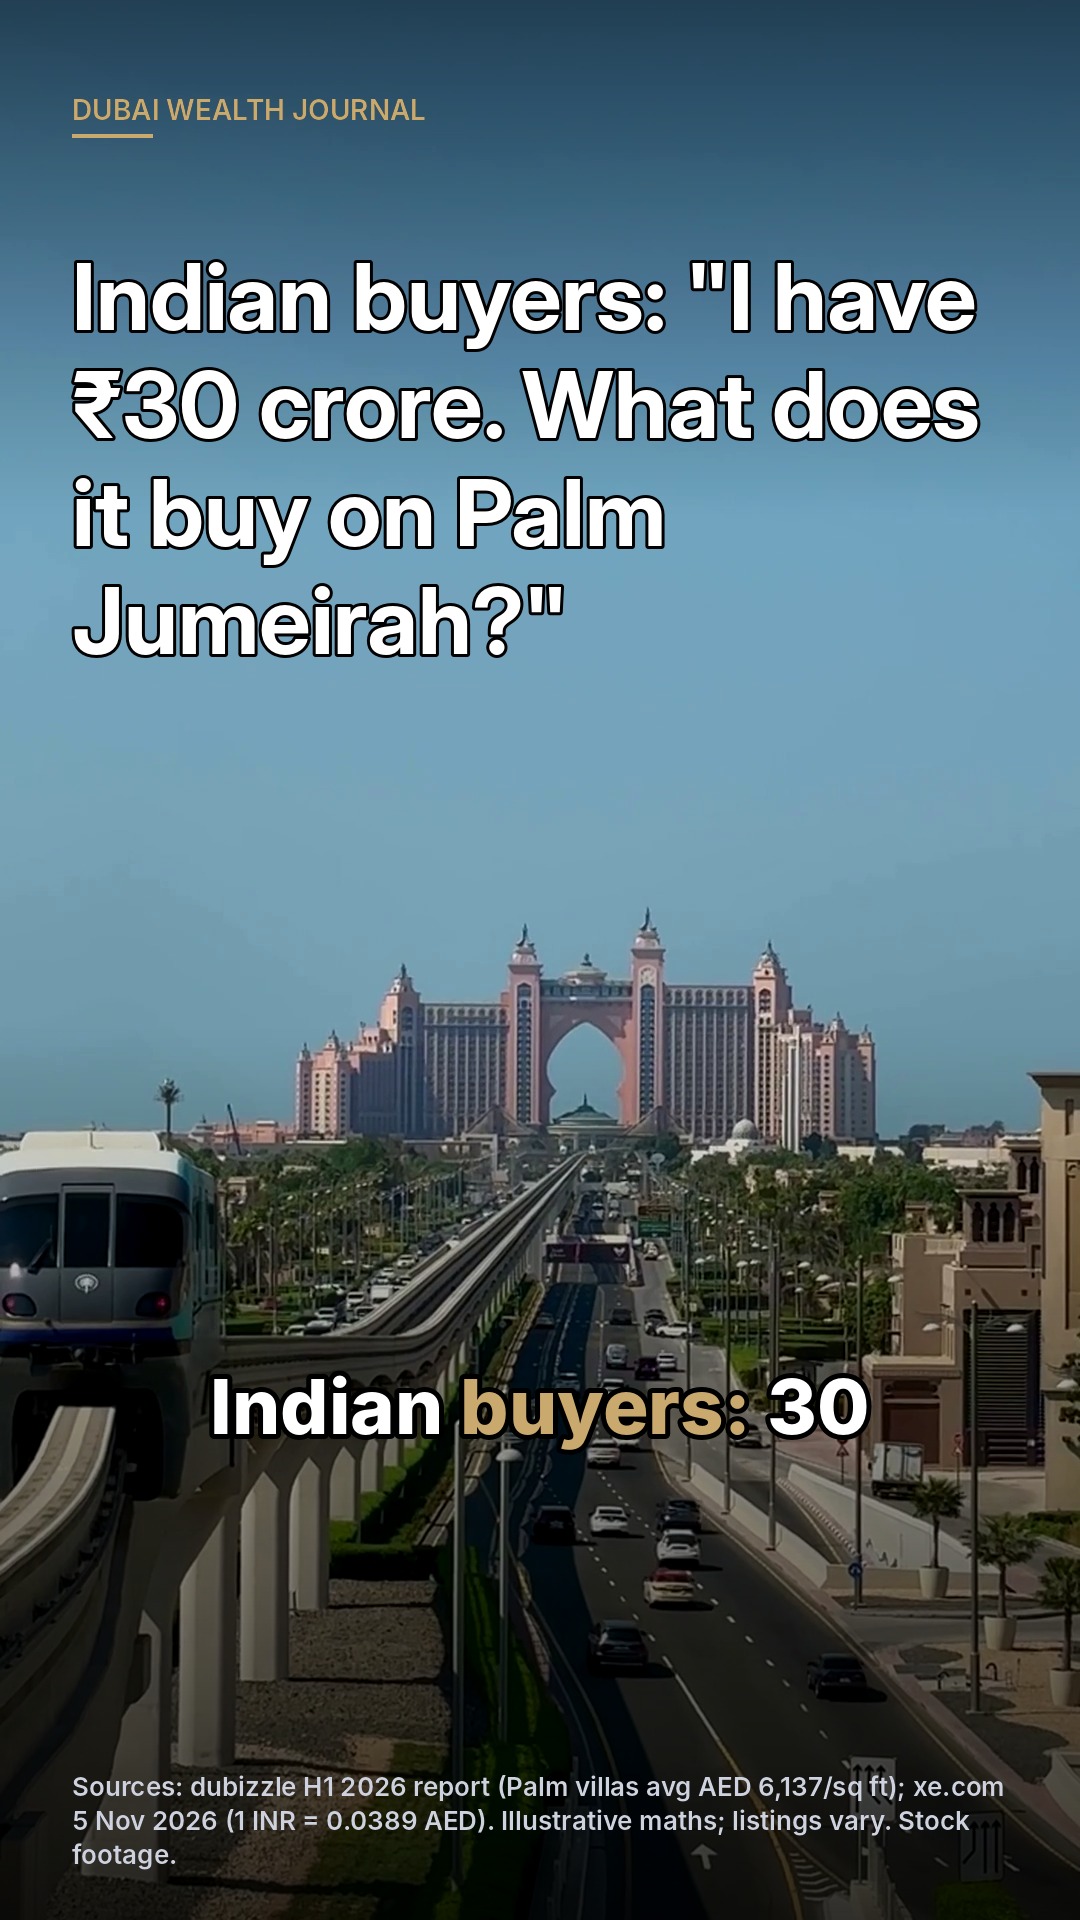 DUBAI WEALTH JOURNAL
Indian buyers: "I have
₹30 crore. What does
it buy on Palm
Jumeirah?"
Indian buyers: 30
Sources: dubizzle H1 2026 report (Palm villas avg AED 6,137/sq ft); xe.com
5 Nov 2026 (1 INR = 0.0389 AED). Illustrative maths; listings vary. Stock
footage.